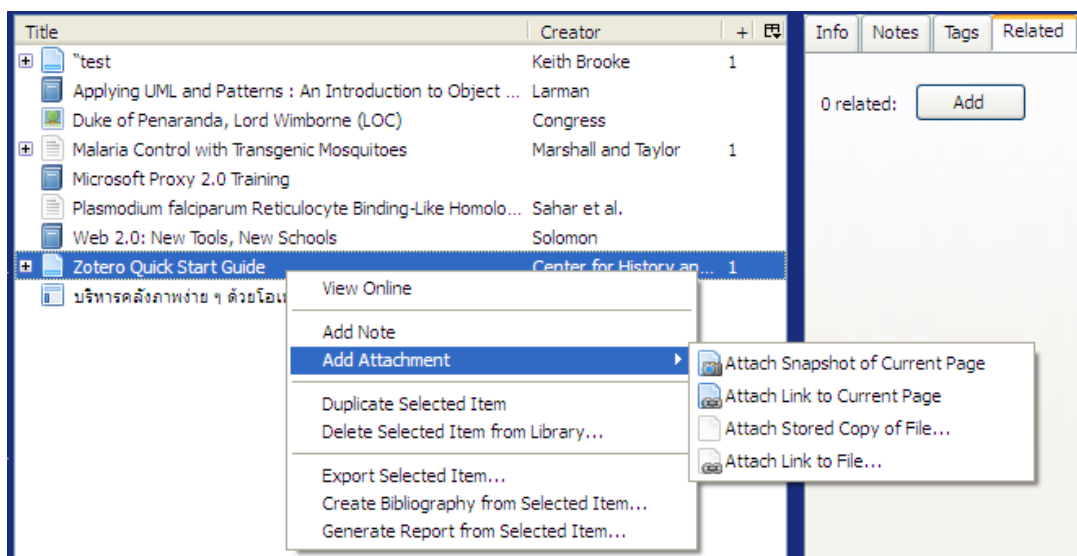 Title Creator +
"test Keith Brooke 1
Applying UML and Patterns : An Introduction to Object ... Larman
Duke of Penaranda, Lord Wimborne (LOC) Congress
Malaria Control with Transgenic Mosquitoes Marshall and Taylor 1
Microsoft Proxy 2.0 Training
Plasmodium falciparum Reticulocyte Binding-Like Homolo... Sahar et al.
Web 2.0: New Tools, New Schools Solomon
Zotero Quick Start Guide Center for History an... 1
บริหารคลังภาพง่าย ๆ ด้วยโอเ
View Online
Add Note
Add Attachment
Duplicate Selected Item
Delete Selected Item from Library...
Export Selected Item...
Create Bibliography from Selected Item...
Generate Report from Selected Item...
Attach Snapshot of Current Page
Attach Link to Current Page
Attach Stored Copy of File...
Attach Link to File...
Info Notes Tags Related
0 related: Add